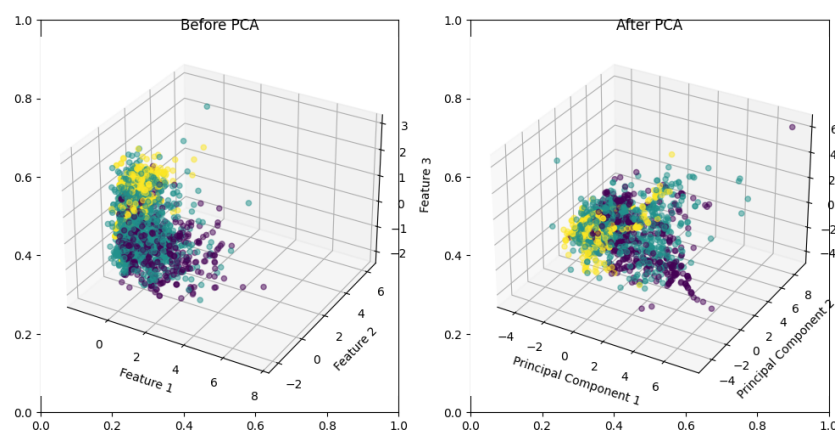 Before PCA
1.0
0.8
0.6
0.4
0.2
0.0
0.0 0.2 0.4 0.6 0.8 1.0
0 2 4 6 8
Feature 1
−2 0 2 4 6
Feature 2
3
2
1
0
−1
−2
Feature 3
After PCA
1.0
0.8
0.6
0.4
0.2
0.0
0.0 0.2 0.4 0.6 0.8 1.0
−4 −2 0 2 4 6
Principal Component 1
−4 −2 0 2 4 6 8
Principal Component 2
6
4
2
0
−2
−4